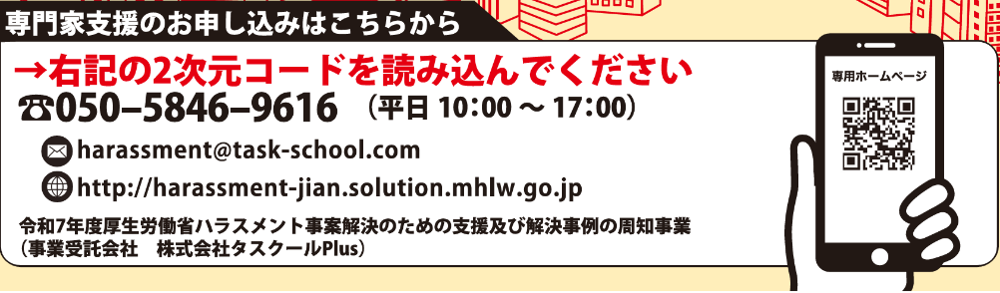 専門家支援のお申し込みはこちらから
→右記の2次元コードを読み込んでください
☎050–5846–9616 （平日 10：00 ～ 17：00）
harassment@task-school.com
http://harassment-jian.solution.mhlw.go.jp
令和7年度厚生労働省ハラスメント事案解決のための支援及び解決事例の周知事業
（事業受託会社　株式会社タスクールPlus）
専用ホームページ